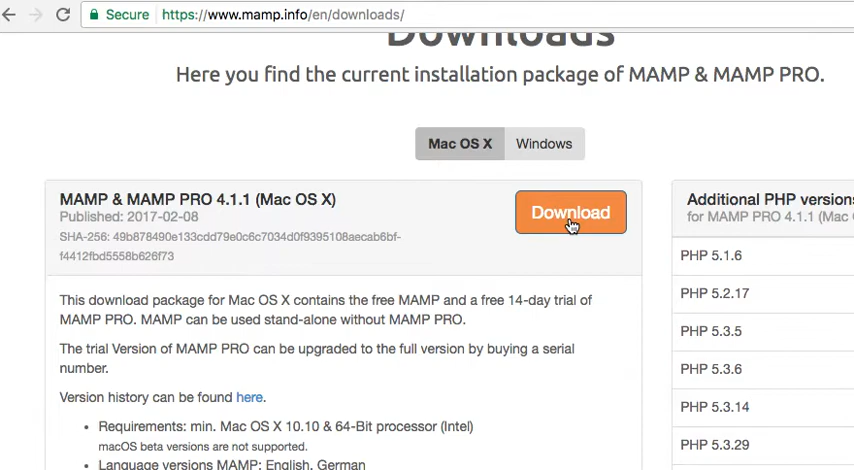 Secure
https://www.mamp.info/en/downloads/
Downloads
Here you find the current installation package of MAMP & MAMP PRO.
Mac OS X
Windows
MAMP & MAMP PRO 4.1.1 (Mac OS X)
Published: 2017-02-08
SHA-256: 49b878490e133cdd79e0c6c7034d0f9395108aecab6bf-
f4412fbd5558b626f73
Download
This download package for Mac OS X contains the free MAMP and a free 14-day trial of
MAMP PRO. MAMP can be used stand-alone without MAMP PRO.
The trial Version of MAMP PRO can be upgraded to the full version by buying a serial
number.
Version history can be found here.
• Requirements: min. Mac OS X 10.10 & 64-Bit processor (Intel)
macOS beta versions are not supported.
• Language versions MAMP: English, German
Additional PHP versions
for MAMP PRO 4.1.1 (Mac
PHP 5.1.6
PHP 5.2.17
PHP 5.3.5
PHP 5.3.6
PHP 5.3.14
PHP 5.3.29